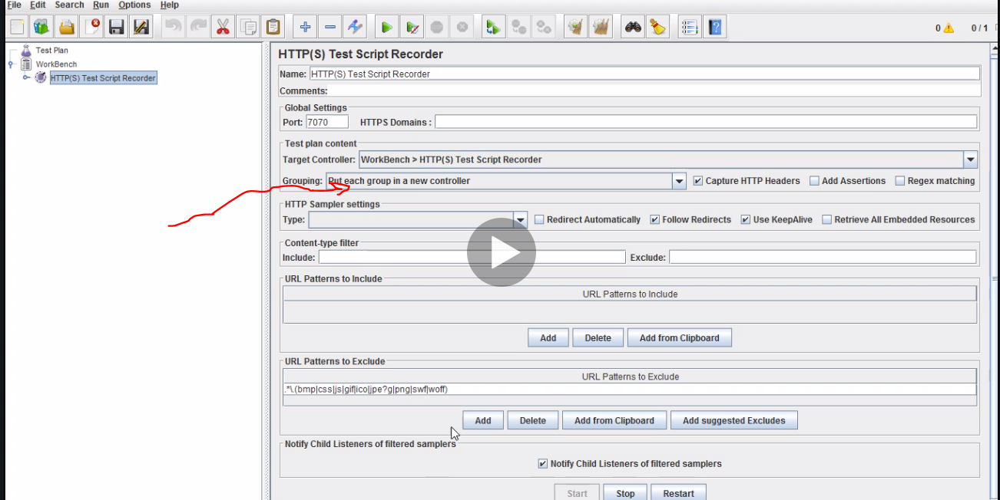 File Edit Search Run Options Help
0 0 / 1
Test Plan
WorkBench
HTTP(S) Test Script Recorder
HTTP(S) Test Script Recorder
Name: HTTP(S) Test Script Recorder
Comments:
Global Settings
Port: 7070 HTTPS Domains :
Test plan content
Target Controller: WorkBench > HTTP(S) Test Script Recorder
Grouping: Put each group in a new controller Capture HTTP Headers Add Assertions Regex matching
HTTP Sampler settings
Type: Redirect Automatically Follow Redirects Use KeepAlive Retrieve All Embedded Resources
Content-type filter
Include: Exclude:
URL Patterns to Include
URL Patterns to Include
Add Delete Add from Clipboard
URL Patterns to Exclude
URL Patterns to Exclude
.*\.(bmp|css|js|gif|ico|jpe?g|png|swf|woff)
Add Delete Add from Clipboard Add suggested Excludes
Notify Child Listeners of filtered samplers
Notify Child Listeners of filtered samplers
Start Stop Restart